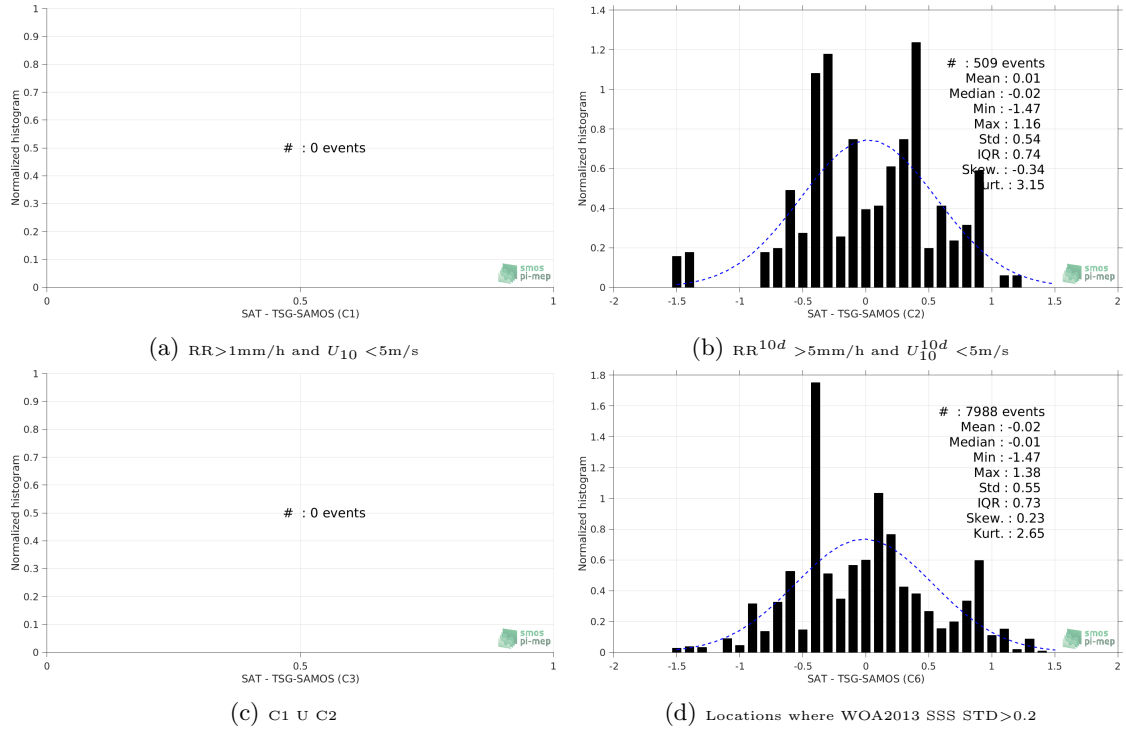 1
0.9
0.8
0.7
0.6
0.5
0.4
0.3
0.2
0.1
0
Normalized histogram
# : 0 events
smos
pi-mep
0 0.5 1
SAT - TSG-SAMOS (C1)
(a) RR>1mm/h and U10 <5m/s
1.4
1.2
1
0.8
0.6
0.4
0.2
0
Normalized histogram
# : 509 events
Mean : 0.01
Median : -0.02
Min : -1.47
Max : 1.16
Std : 0.54
IQR : 0.74
Skew. : -0.34
urt. : 3.15
smos
pi-mep
-2 -1.5 -1 -0.5 0 0.5 1 1.5 2
SAT - TSG-SAMOS (C2)
(b) RR10d >5mm/h and U10d10 <5m/s
1
0.9
0.8
0.7
0.6
0.5
0.4
0.3
0.2
0.1
0
Normalized histogram
# : 0 events
smos
pi-mep
0 0.5 1
SAT - TSG-SAMOS (C3)
(c) C1 U C2
1.8
1.6
1.4
1.2
1
0.8
0.6
0.4
0.2
0
Normalized histogram
# : 7988 events
Mean : -0.02
Median : -0.01
Min : -1.47
Max : 1.38
Std : 0.55
IQR : 0.73
Skew. : 0.23
Kurt. : 2.65
smos
pi-mep
-2 -1.5 -1 -0.5 0 0.5 1 1.5 2
SAT - TSG-SAMOS (C6)
(d) Locations where WOA2013 SSS STD>0.2